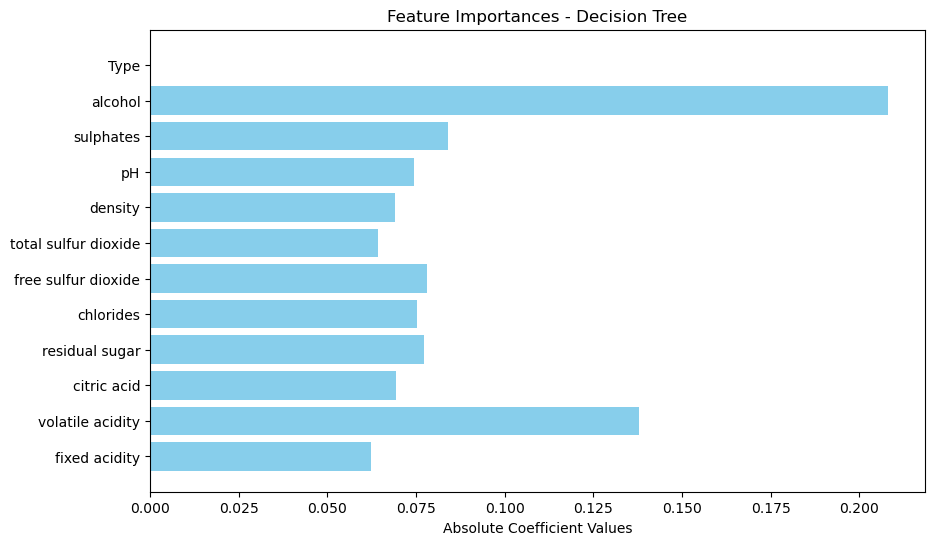 Feature Importances - Decision Tree
Type
alcohol
sulphates
pH
density
total sulfur dioxide
free sulfur dioxide
chlorides
residual sugar
citric acid
volatile acidity
fixed acidity
0.000 0.025 0.050 0.075 0.100 0.125 0.150 0.175 0.200
Absolute Coefficient Values